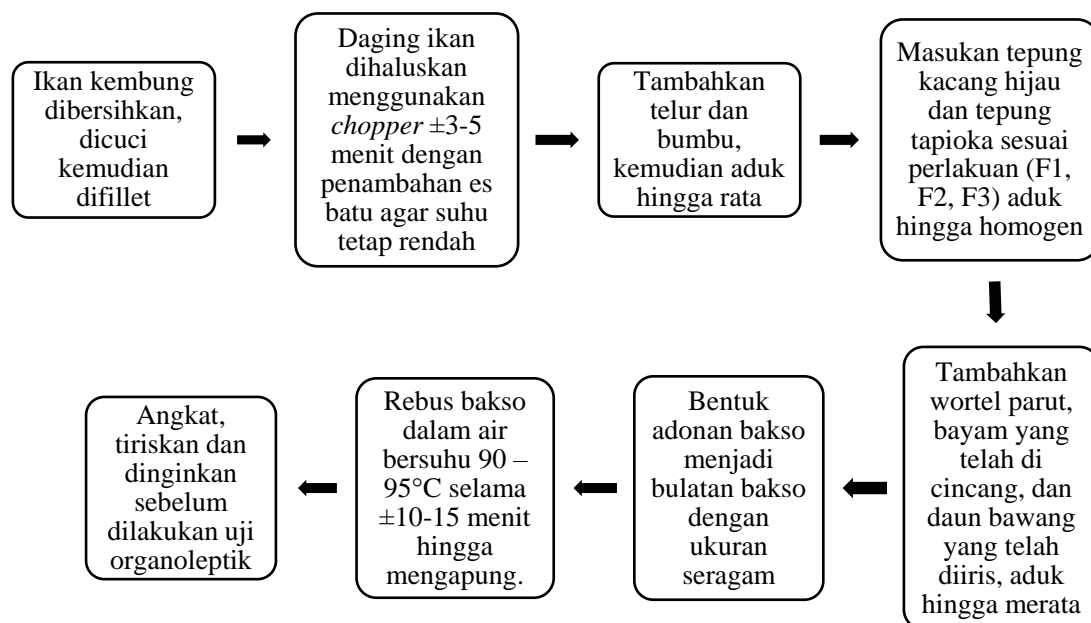 Ikan kembung
dibersihkan,
dicuci
kemudian
difillet
Daging ikan
dihaluskan
menggunakan
chopper ±3-5
menit dengan
penambahan es
batu agar suhu
tetap rendah
Tambahkan
telur dan
bumbu,
kemudian aduk
hingga rata
Masukan tepung
kacang hijau
dan tepung
tapioka sesuai
perlakuan (F1,
F2, F3) aduk
hingga homogen
Tambahkan
wortel parut,
bayam yang
telah di
cincang, dan
daun bawang
yang telah
diiris, aduk
hingga merata
Bentuk
adonan bakso
menjadi
bulatan bakso
dengan
ukuran
seragam
Rebus bakso
dalam air
bersuhu 90 –
95°C selama
±10-15 menit
hingga
mengapung.
Angkat,
tiriskan dan
dinginkan
sebelum
dilakukan uji
organoleptik